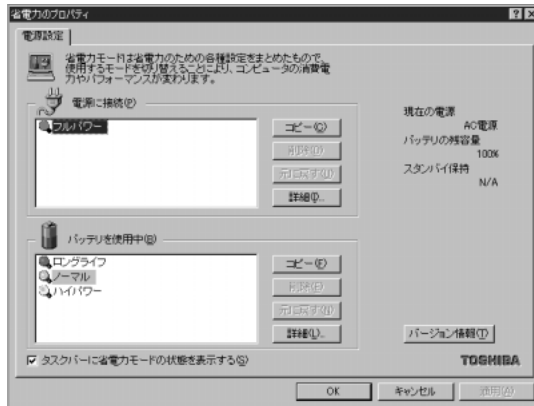 省電力のプロパティ
電源設定
省電力モードは省電力のための各種設定をまとめたもので、
使用するモードを切り替えることにより、コンピュータの消費電
力やパフォーマンスが変わります。
電源に接続(P)
フルパワー
コピー(C)
削除(D)
元に戻す(U)
詳細(I)...
現在の電源
AC電源
バッテリの残容量
100%
スタンバイ保持
N/A
バッテリを使用中(B)
ロングライフ
ノーマル
ハイパワー
コピー(F)
削除(E)
元に戻す(N)
詳細(L)...
バージョン情報(T)
タスクバーに省電力モードの状態を表示する(S)
TOSHIBA
OK
キャンセル
適用(A)